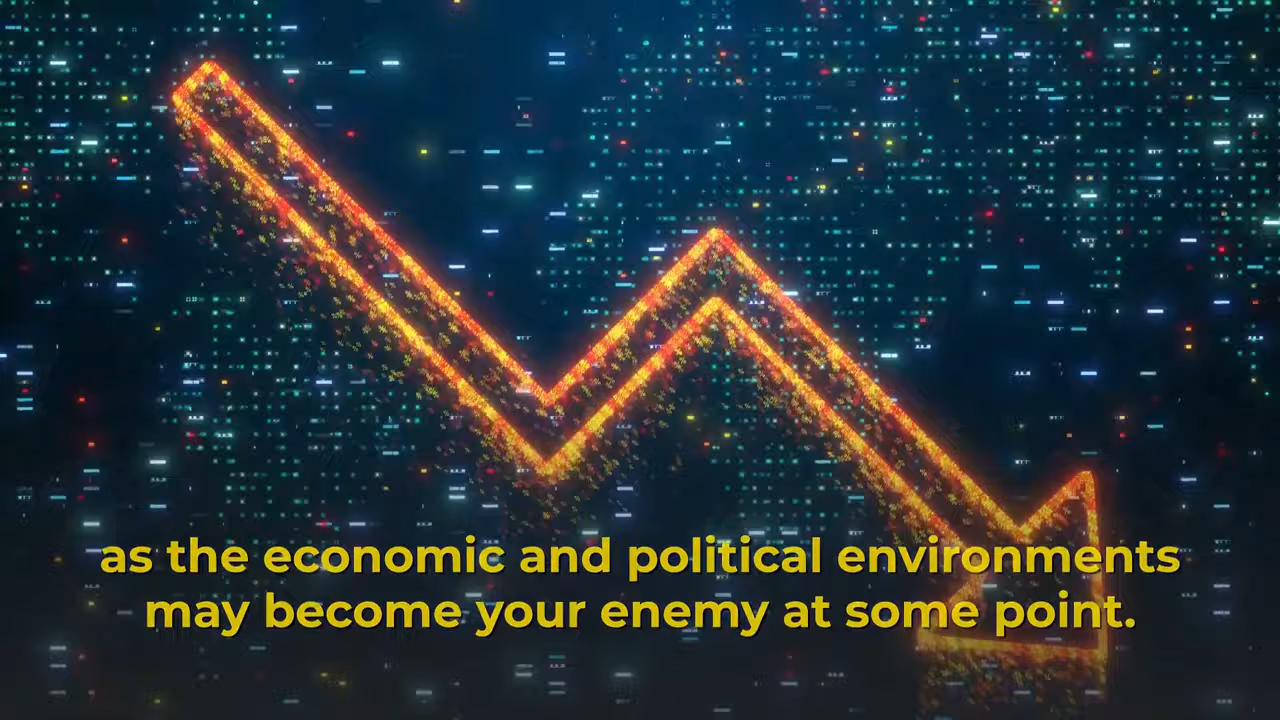 as the economic and political environments
may become your enemy at some point.